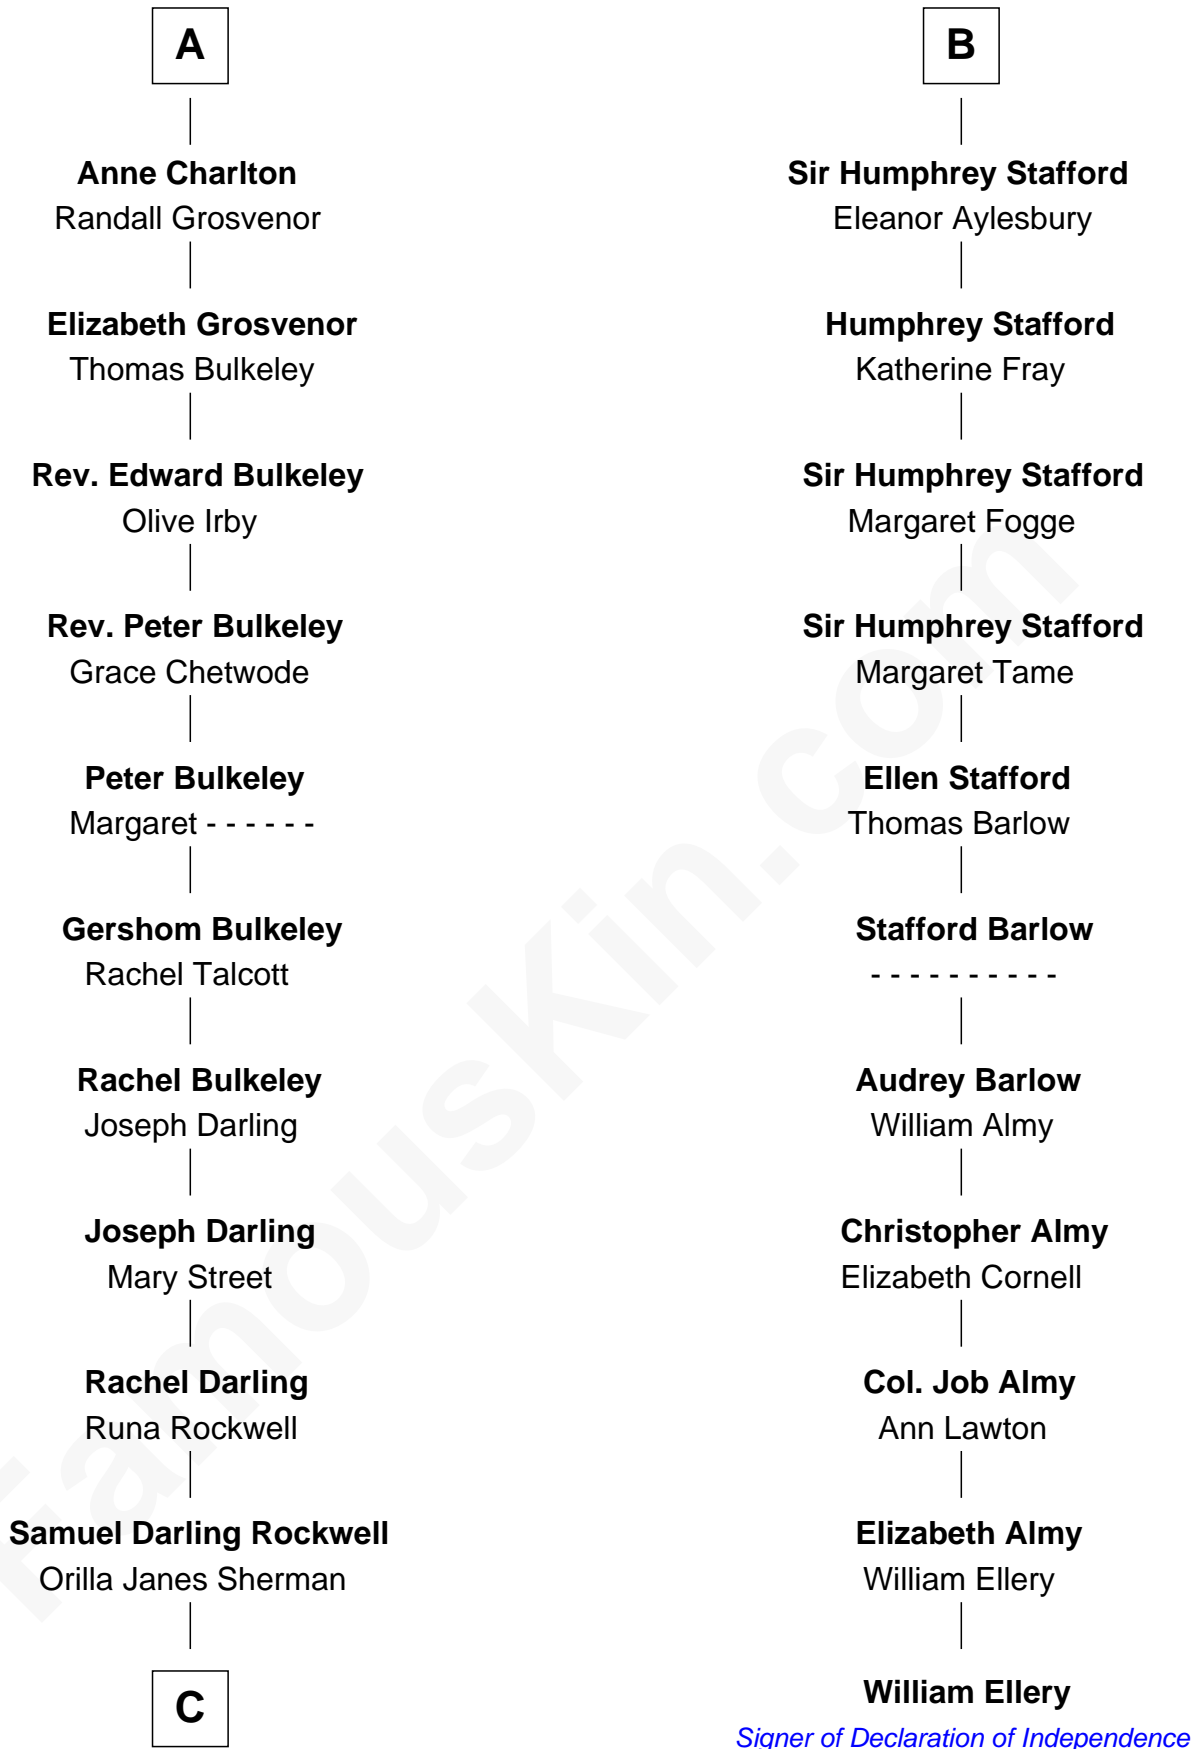 A
Anne Charlton
Randall Grosvenor
Elizabeth Grosvenor
Thomas Bulkeley
Rev. Edward Bulkeley
Olive Irby
Rev. Peter Bulkeley
Grace Chetwode
Peter Bulkeley
Margaret - - - - - -
Gershom Bulkeley
Rachel Talcott
Rachel Bulkeley
Joseph Darling
Joseph Darling
Mary Street
Rachel Darling
Runa Rockwell
Samuel Darling Rockwell
Orilla Janes Sherman
C
B
Sir Humphrey Stafford
Eleanor Aylesbury
Humphrey Stafford
Katherine Fray
Sir Humphrey Stafford
Margaret Fogge
Sir Humphrey Stafford
Margaret Tame
Ellen Stafford
Thomas Barlow
Stafford Barlow
- - - - - - - - - -
Audrey Barlow
William Almy
Christopher Almy
Elizabeth Cornell
Col. Job Almy
Ann Lawton
Elizabeth Almy
William Ellery
William Ellery
Signer of Declaration of Independence
FamousKin.com